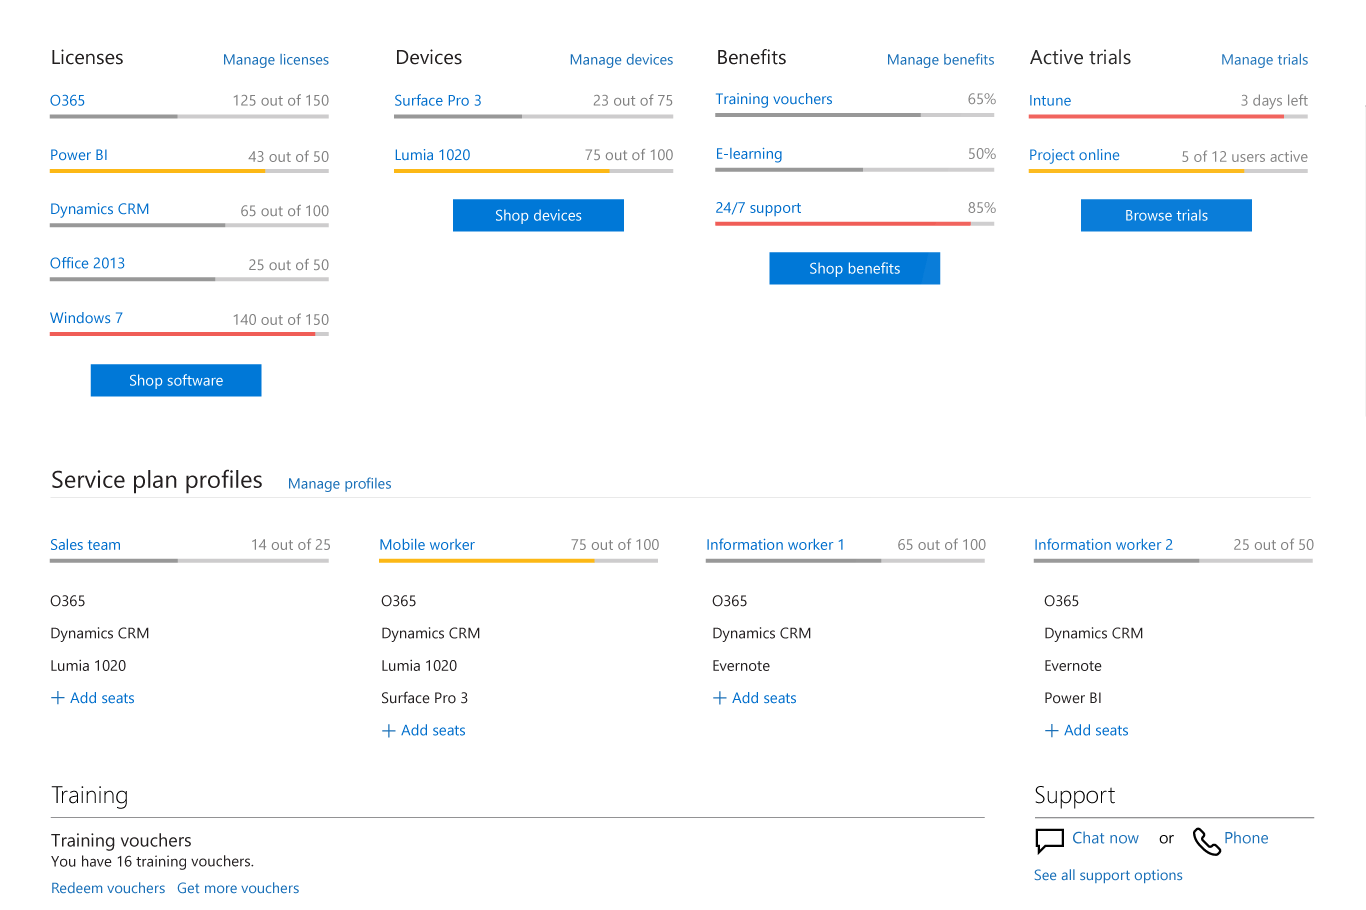 Licenses Manage licenses
O365 125 out of 150
Power BI 43 out of 50
Dynamics CRM 65 out of 100
Office 2013 25 out of 50
Windows 7 140 out of 150
Shop software
Devices Manage devices
Surface Pro 3 23 out of 75
Lumia 1020 75 out of 100
Shop devices
Benefits Manage benefits
Training vouchers 65%
E-learning 50%
24/7 support 85%
Shop benefits
Active trials Manage trials
Intune 3 days left
Project online 5 of 12 users active
Browse trials
Service plan profiles Manage profiles
Sales team 14 out of 25
O365
Dynamics CRM
Lumia 1020
+ Add seats
Mobile worker 75 out of 100
O365
Dynamics CRM
Lumia 1020
Surface Pro 3
+ Add seats
Information worker 1 65 out of 100
O365
Dynamics CRM
Evernote
+ Add seats
Information worker 2 25 out of 50
O365
Dynamics CRM
Evernote
Power BI
+ Add seats
Training
Training vouchers
You have 16 training vouchers.
Redeem vouchers Get more vouchers
Support
Chat now or Phone
See all support options